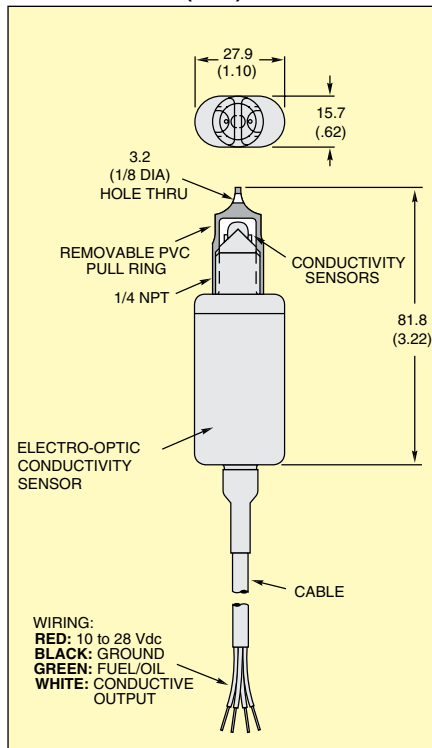 27.9
(1.10)
15.7
(.62)
3.2
(1/8 DIA)
HOLE THRU
REMOVABLE PVC
PULL RING
CONDUCTIVITY
SENSORS
1/4 NPT
81.8
(3.22)
ELECTRO-OPTIC
CONDUCTIVITY
SENSOR
CABLE
WIRING:
RED: 10 to 28 Vdc
BLACK: GROUND
GREEN: FUEL/OIL
WHITE: CONDUCTIVE
OUTPUT